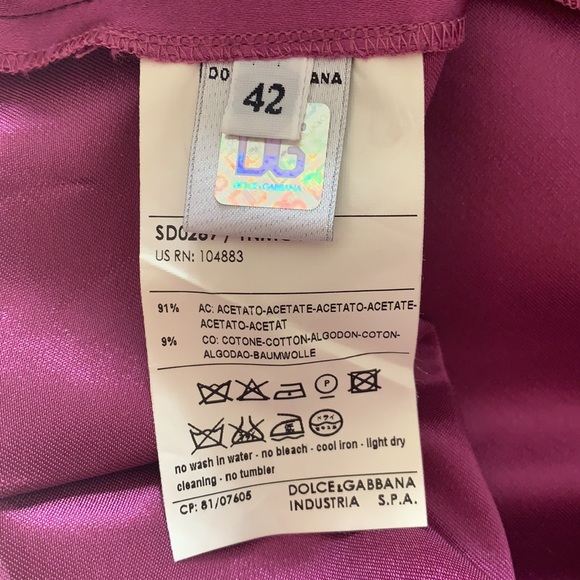 42
DG
DOLCE&GABBANA
US RN: 104883
91% AC: ACETATO-ACETATE-ACETATO-ACETATE-
ACETATO-ACETAT
9% CO: COTONE-COTTON-ALGODON-COTON-
ALGODAO-BAUMWOLLE
P
no wash in water - no bleach - cool iron - light dry
cleaning - no tumbler
CP: 81/07605
DOLCE&GABBANA
INDUSTRIA S.P.A.